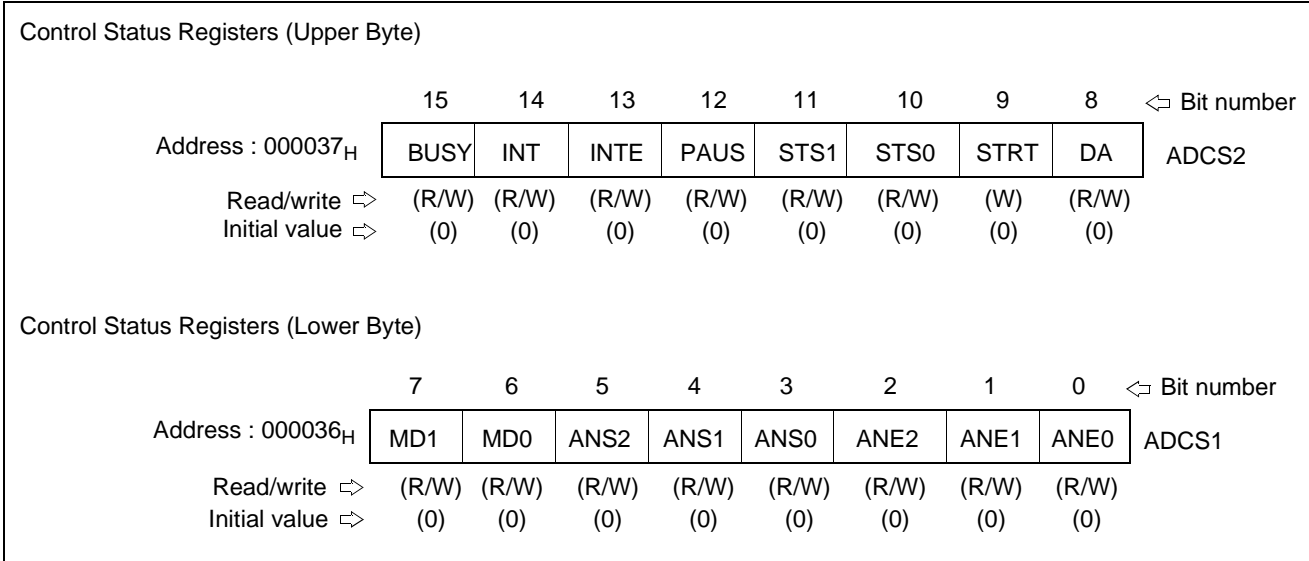 Control Status Registers (Upper Byte)
15 14 13 12 11 10 9 8 ⇦ Bit number
Address : 000037H BUSY INT INTE PAUS STS1 STS0 STRT DA ADCS2
Read/write ⇨ (R/W) (R/W) (R/W) (R/W) (R/W) (R/W) (W) (R/W)
Initial value ⇨ (0) (0) (0) (0) (0) (0) (0) (0)
Control Status Registers (Lower Byte)
7 6 5 4 3 2 1 0 ⇦ Bit number
Address : 000036H MD1 MD0 ANS2 ANS1 ANS0 ANE2 ANE1 ANE0 ADCS1
Read/write ⇨ (R/W) (R/W) (R/W) (R/W) (R/W) (R/W) (R/W) (R/W)
Initial value ⇨ (0) (0) (0) (0) (0) (0) (0) (0)